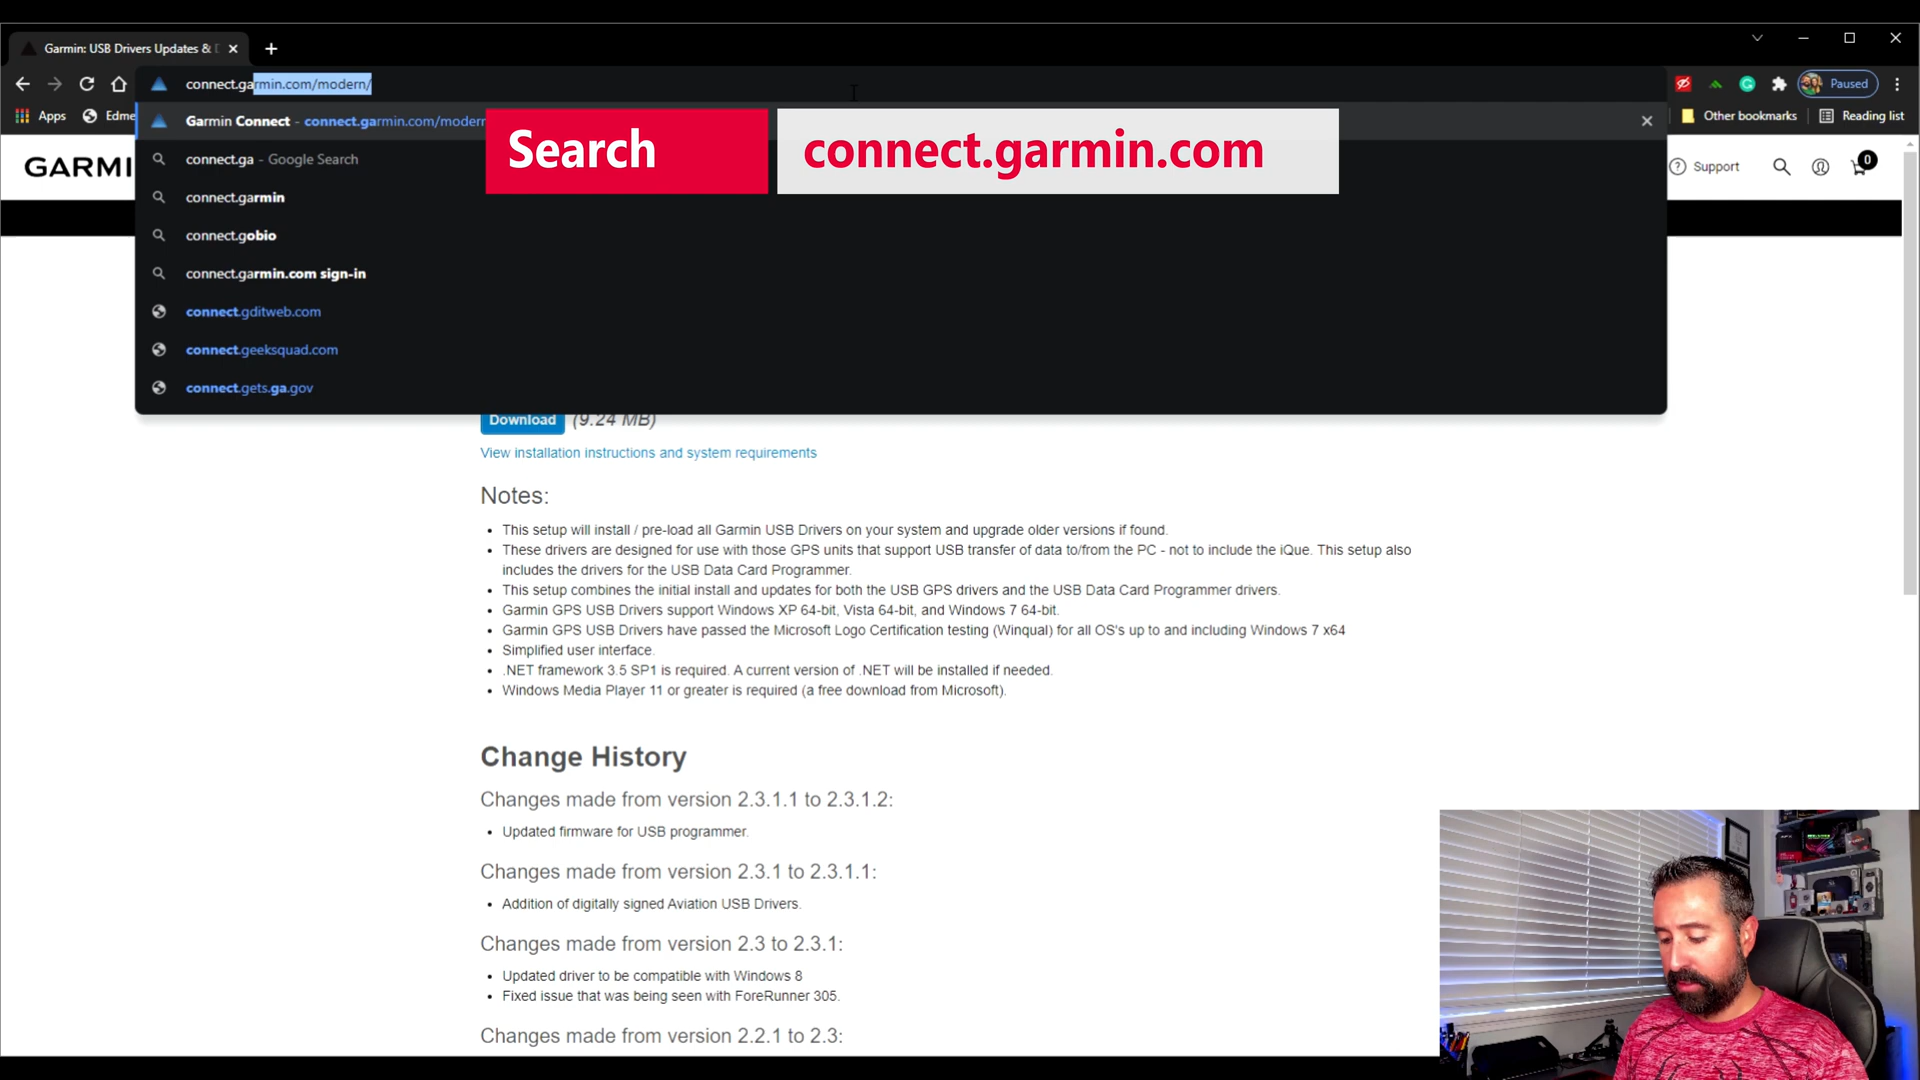 Garmin: USB Drivers Updates & D
connect.garmin.com/modern/
Paused
Apps
Edme
Garmin Connect - connect.garmin.com/modern
Other bookmarks
Reading list
Search
connect.garmin.com
connect.ga - Google Search
GARMI
Support
0
connect.garmin
connect.gobio
connect.garmin.com sign-in
connect.gditweb.com
connect.geeksquad.com
connect.gets.ga.gov
Download (9.24 MB)
View installation instructions and system requirements
Notes:
• This setup will install / pre-load all Garmin USB Drivers on your system and upgrade older versions if found.
• These drivers are designed for use with those GPS units that support USB transfer of data to/from the PC - not to include the iQue. This setup also
includes the drivers for the USB Data Card Programmer.
• This setup combines the initial install and updates for both the USB GPS drivers and the USB Data Card Programmer drivers.
• Garmin GPS USB Drivers support Windows XP 64-bit, Vista 64-bit, and Windows 7 64-bit.
• Garmin GPS USB Drivers have passed the Microsoft Logo Certification testing (Winqual) for all OS's up to and including Windows 7 x64
• Simplified user interface.
• .NET framework 3.5 SP1 is required. A current version of .NET will be installed if needed.
• Windows Media Player 11 or greater is required (a free download from Microsoft).
Change History
Changes made from version 2.3.1.1 to 2.3.1.2:
• Updated firmware for USB programmer.
Changes made from version 2.3.1 to 2.3.1.1:
• Addition of digitally signed Aviation USB Drivers.
Changes made from version 2.3 to 2.3.1:
• Updated driver to be compatible with Windows 8
• Fixed issue that was being seen with ForeRunner 305.
Changes made from version 2.2.1 to 2.3: